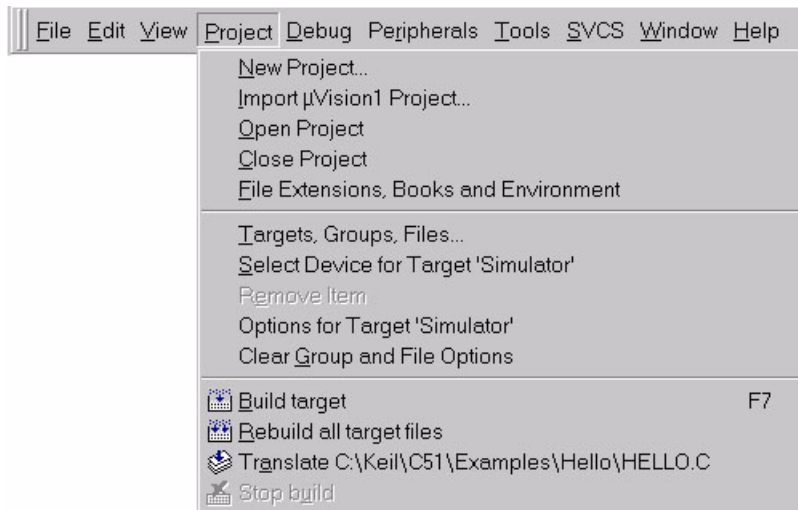 File Edit View Project Debug Peripherals Tools SVCS Window Help
New Project...
Import µVision1 Project...
Open Project
Close Project
File Extensions, Books and Environment
Targets, Groups, Files...
Select Device for Target 'Simulator'
Remove Item
Options for Target 'Simulator'
Clear Group and File Options
Build target F7
Rebuild all target files
Translate C:\Keil\C51\Examples\Hello\HELLO.C
Stop build